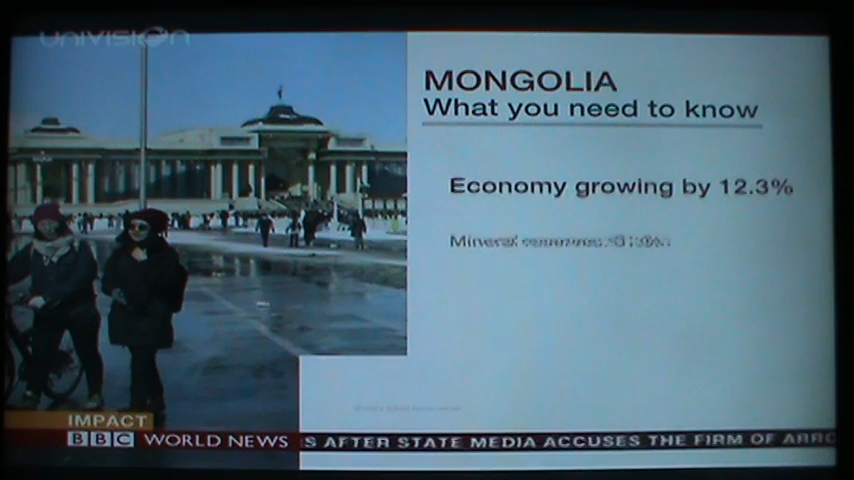 UNIVISION
MONGOLIA
What you need to know
Economy growing by 12.3%
Mineral
IMPACT
BBC WORLD NEWS
S AFTER STATE MEDIA ACCUSES THE FIRM OF ARRO